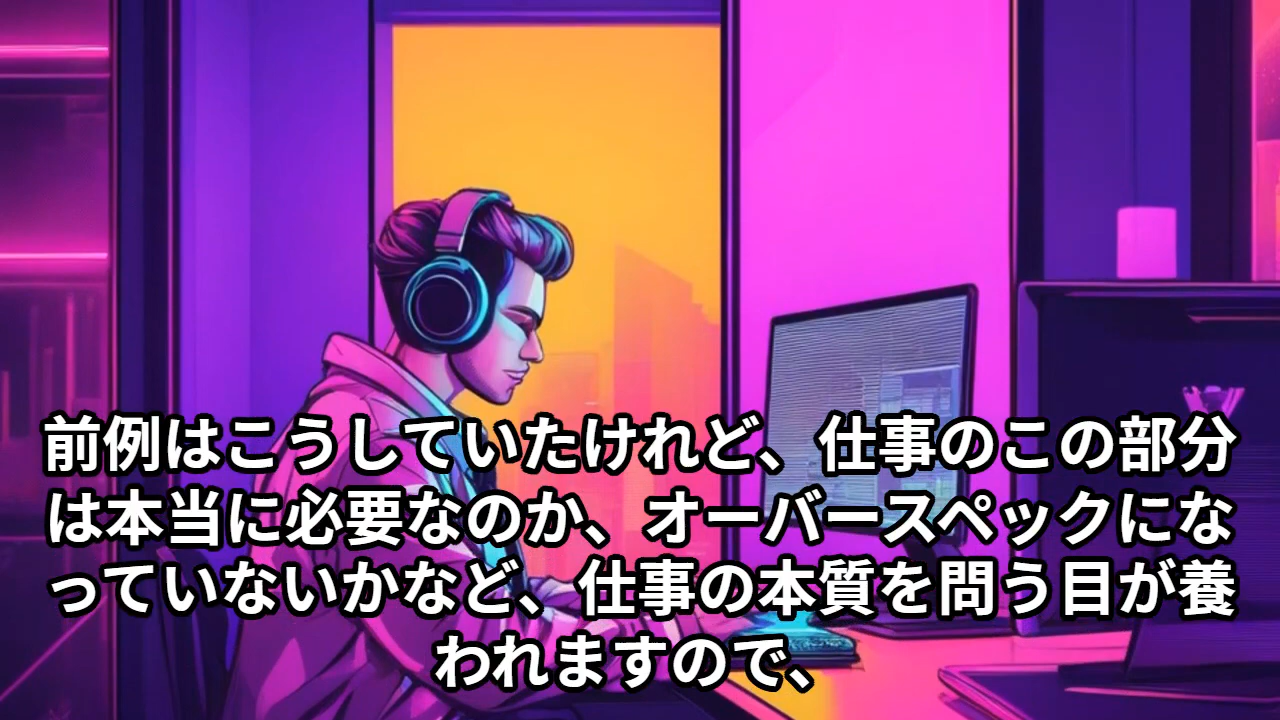 前例はこうしていたけれど、仕事のこの部分
は本当に必要なのか、オーバースペックにな
っていないかなど、仕事の本質を問う目が養
われますので、